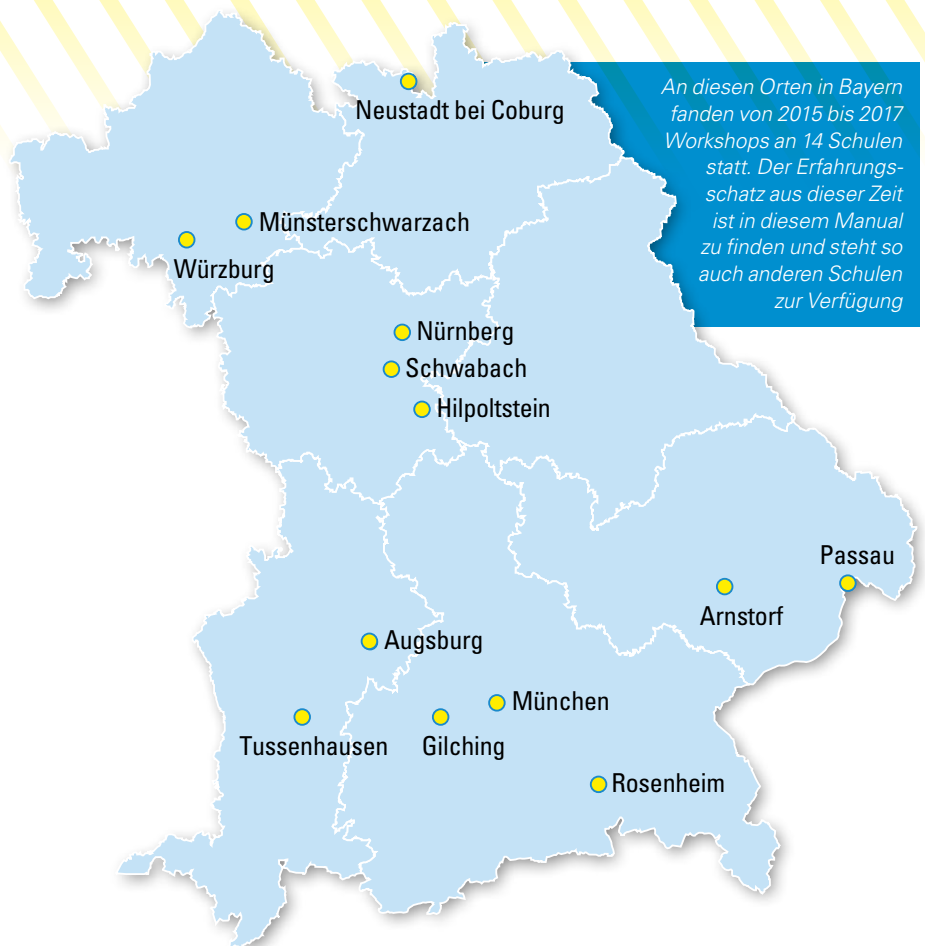 Neustadt bei Coburg
An diesen Orten in Bayern
fanden von 2015 bis 2017
Workshops an 14 Schulen
statt. Der Erfahrungs-
schatz aus dieser Zeit
ist in diesem Manual
zu finden und steht so
auch anderen Schulen
zur Verfügung
Münsterschwarzach
Würzburg
Nürnberg
Schwabach
Hilpoltstein
Passau
Arnstorf
Augsburg
München
Tussenhausen
Gilching
Rosenheim